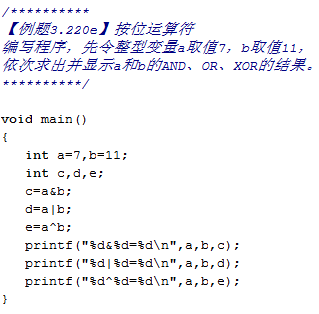 /**********
【例题3.220e】按位运算符
编写程序，先令整型变量a取值7，b取值11，
依次求出并显示a和b的AND、OR、XOR的结果。
**********/
void main()
{
int a=7,b=11;
int c,d,e;
c=a&b;
d=a|b;
e=a^b;
printf("%d&%d=%d\n",a,b,c);
printf("%d|%d=%d\n",a,b,d);
printf("%d^%d=%d\n",a,b,e);
}